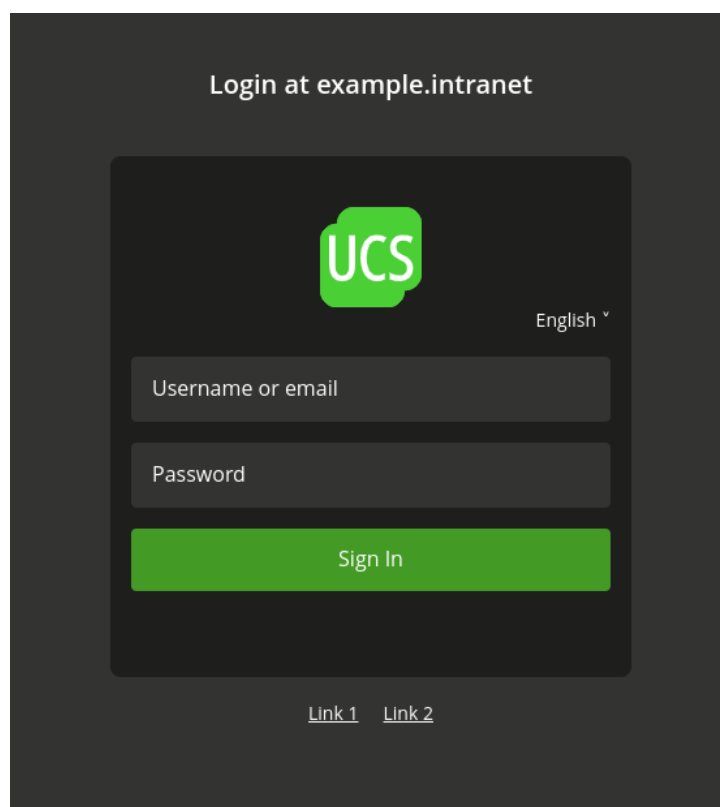 Login at example.intranet
UCS
English ˅
Username or email
Password
Sign In
Link 1 Link 2